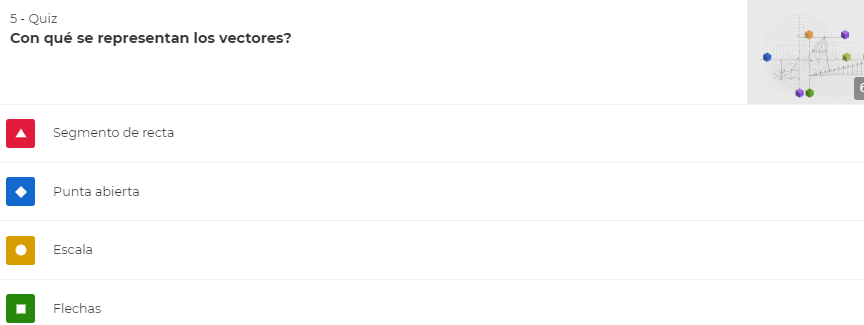 5 - Quiz
Con qué se representan los vectores?
Segmento de recta
Punta abierta
Escala
Flechas